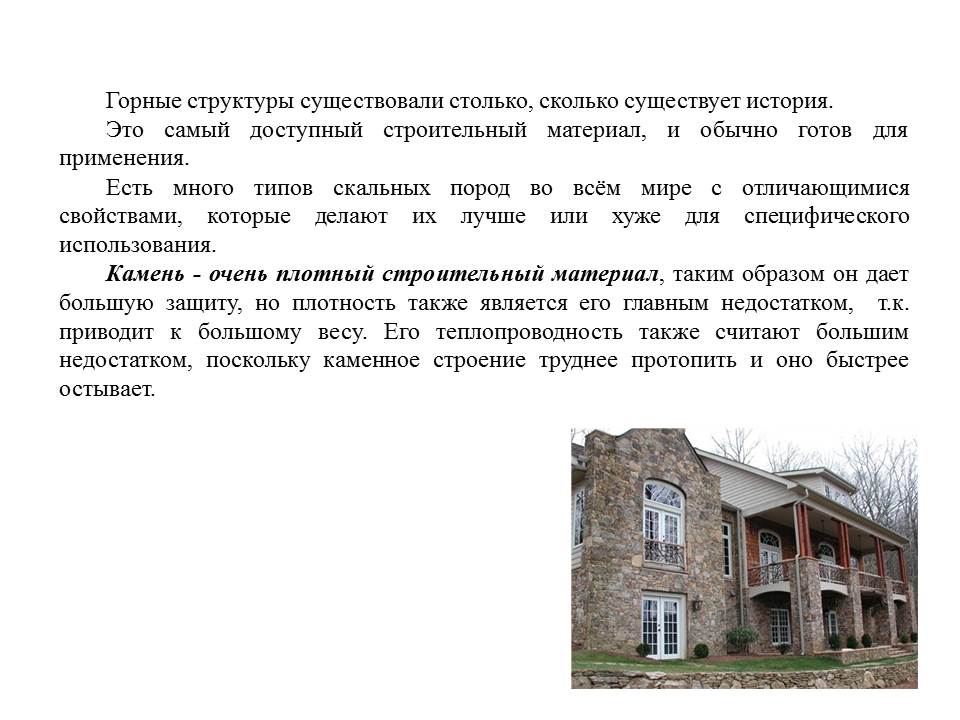 Горные структуры существовали столько, сколько существует история.
Это самый доступный строительный материал, и обычно готов для
применения.
Есть много типов скальных пород во всём мире с отличающимися
свойствами, которые делают их лучше или хуже для специфического
использования.
Камень - очень плотный строительный материал, таким образом он дает
большую защиту, но плотность также является его главным недостатком, т.к.
приводит к большому весу. Его теплопроводность также считают большим
недостатком, поскольку каменное строение труднее протопить и оно быстрее
остывает.